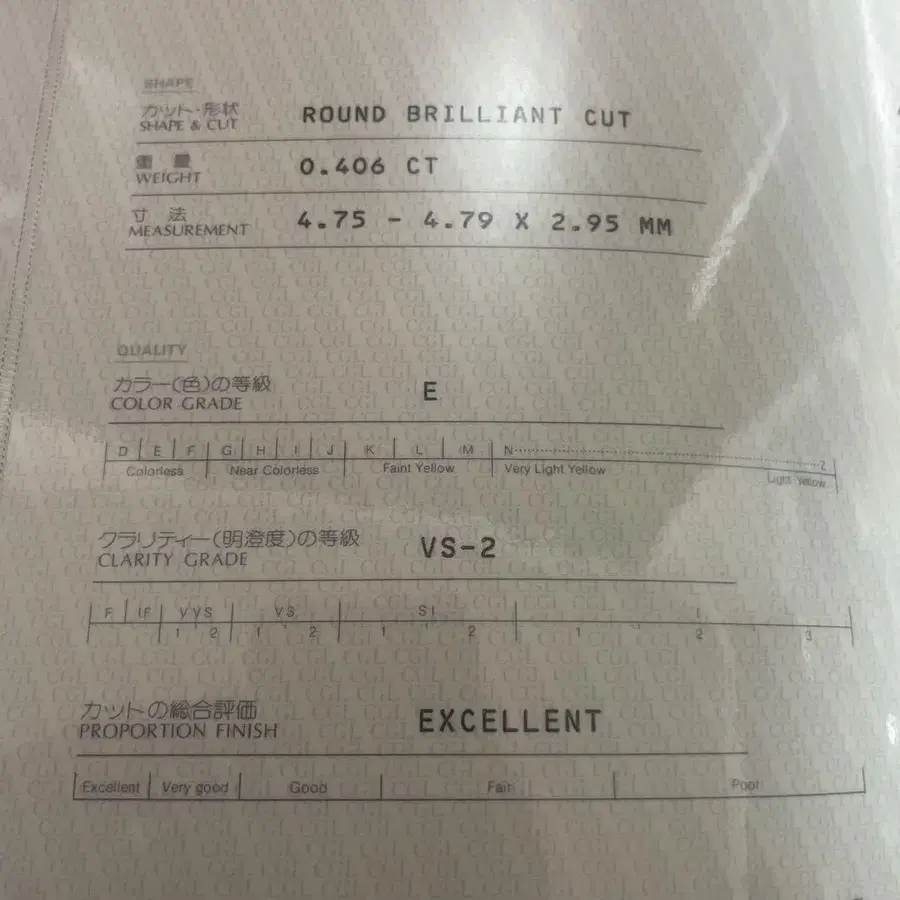 SHAPE
カット・形状
SHAPE & CUT
ROUND BRILLIANT CUT
重量
WEIGHT
0.406 CT
寸法
MEASUREMENT
4.75 - 4.79 X 2.95 MM
QUALITY
カラー(色)の等級
COLOR GRADE
E
D E F G H I J K L M N Z
Colorless Near Colorless Faint Yellow Very Light Yellow Light Yellow
クラリティー(明澄度)の等級
CLARITY GRADE
VS-2
F IF VVS VS SI I
1 2 1 2 1 2 1 2 3
カットの総合評価
PROPORTION FINISH
EXCELLENT
Excellent Very good Good Fair Poor